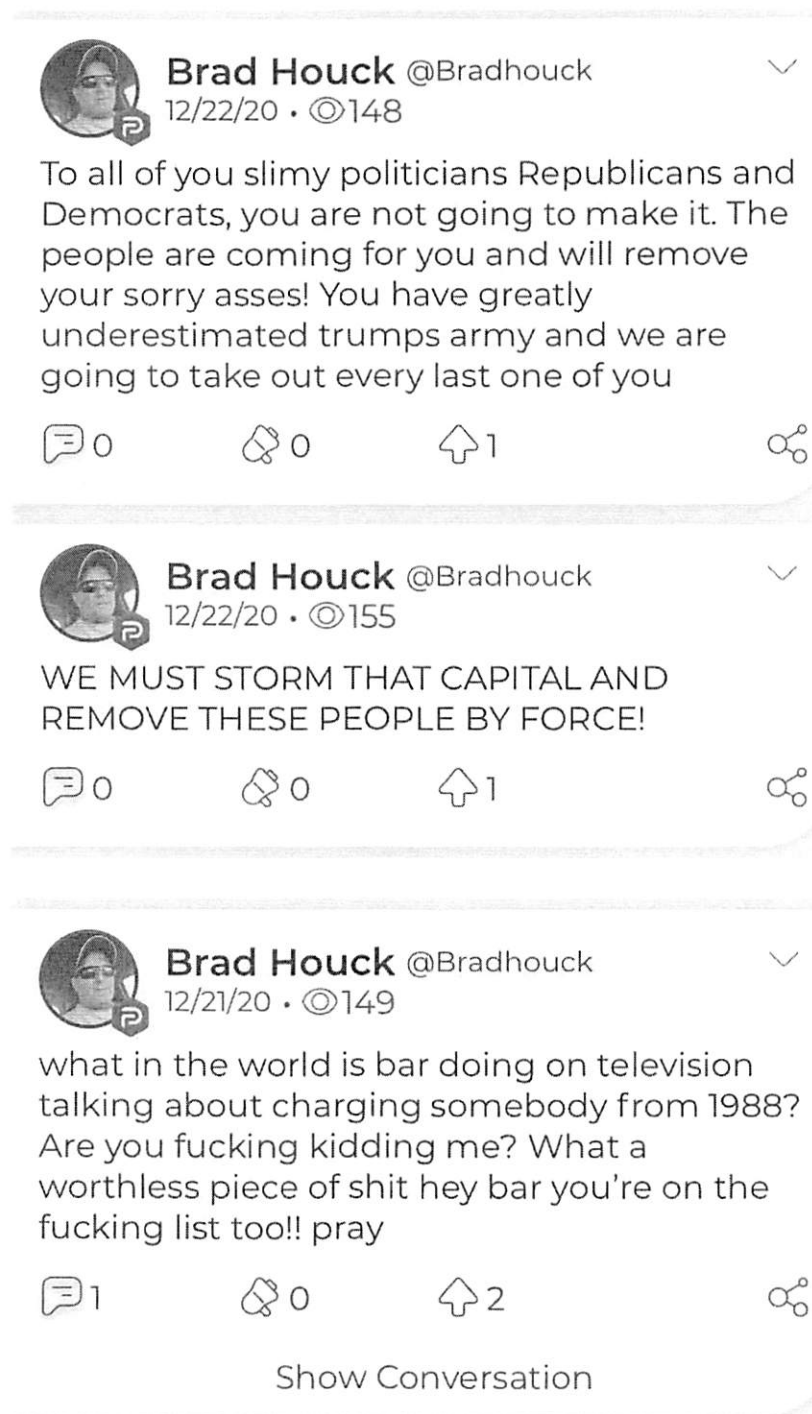 Brad Houck @Bradhouck
12/22/20 • 148
To all of you slimy politicians Republicans and
Democrats, you are not going to make it. The
people are coming for you and will remove
your sorry asses! You have greatly
underestimated trumps army and we are
going to take out every last one of you
0 0 1
Brad Houck @Bradhouck
12/22/20 • 155
WE MUST STORM THAT CAPITAL AND
REMOVE THESE PEOPLE BY FORCE!
0 0 1
Brad Houck @Bradhouck
12/21/20 • 149
what in the world is bar doing on television
talking about charging somebody from 1988?
Are you fucking kidding me? What a
worthless piece of shit hey bar you're on the
fucking list too!! pray
1 0 2
Show Conversation